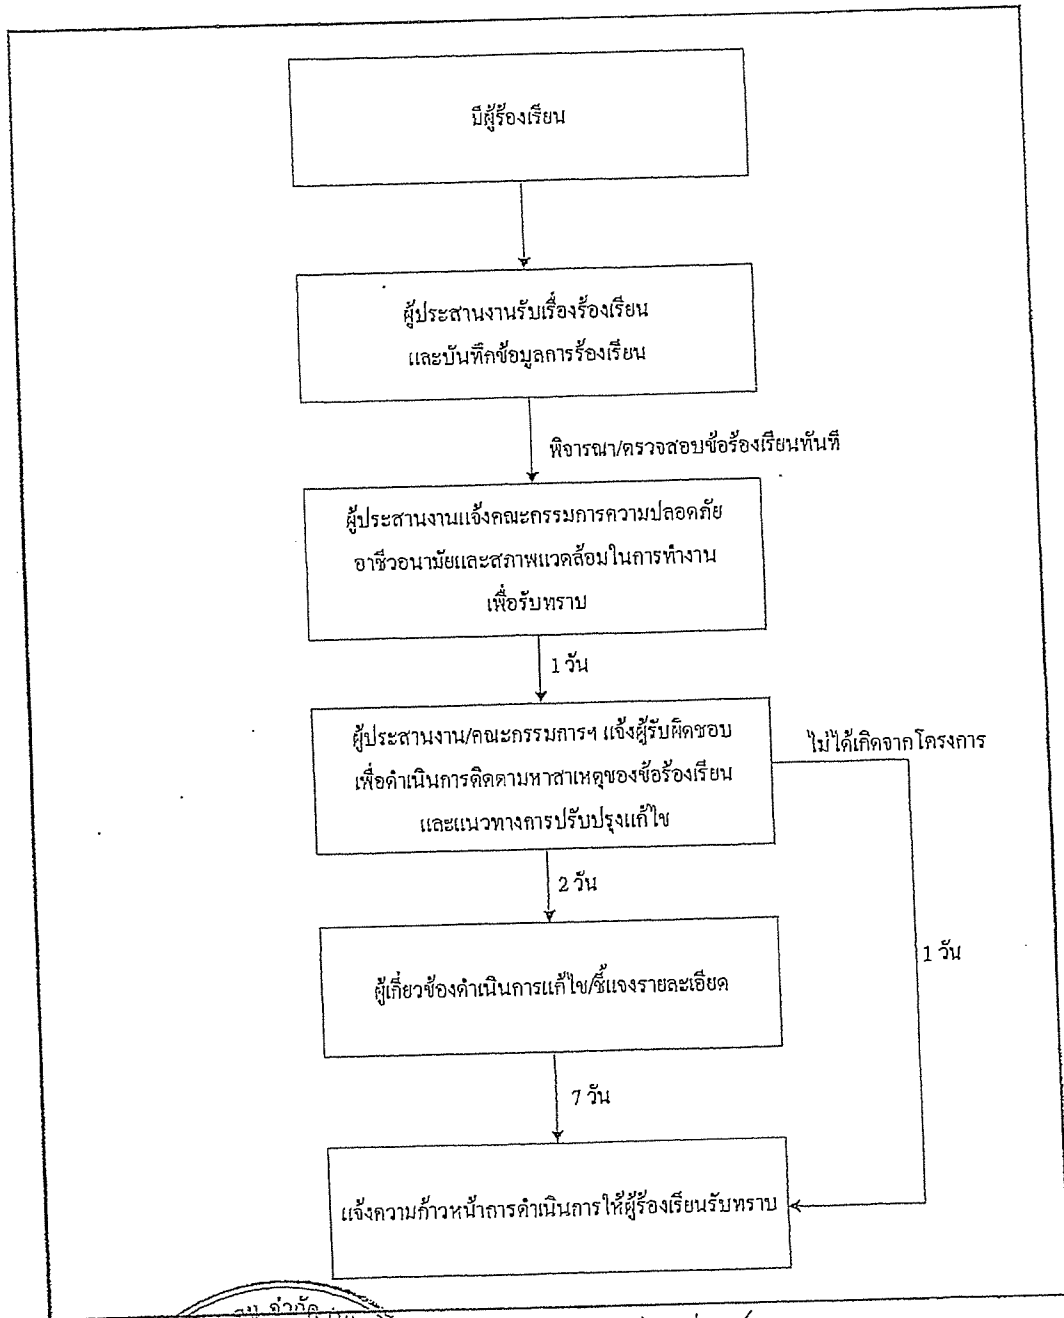 มีผู้ร้องเรียน
ผู้ประสานงานรับเรื่องร้องเรียน
และบันทึกข้อมูลการร้องเรียน
พิจารณา/ตรวจสอบข้อร้องเรียนทันที
ผู้ประสานงานแจ้งคณะกรรมการความปลอดภัย
อาชีวอนามัยและสภาพแวดล้อมในการทำงาน
เพื่อรับทราบ
1 วัน
ผู้ประสานงาน/คณะกรรมการฯ แจ้งผู้รับผิดชอบ
เพื่อดำเนินการติดตามหาสาเหตุของข้อร้องเรียน
และแนวทางการปรับปรุงแก้ไข
ไม่ได้เกิดจากโครงการ
2 วัน
1 วัน
ผู้เกี่ยวข้องดำเนินการแก้ไข/ชี้แจงรายละเอียด
7 วัน
แจ้งความก้าวหน้าการดำเนินการให้ผู้ร้องเรียนรับทราบ
จำกัด